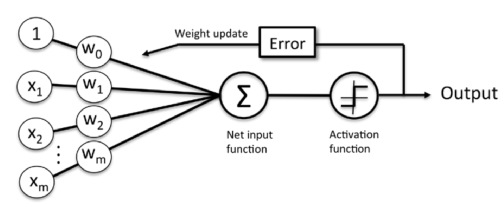 1
w0
Weight update
Error
x1
w1
Σ
Output
x2
w2
⋮
wm
xm
Net input
function
Activation
function